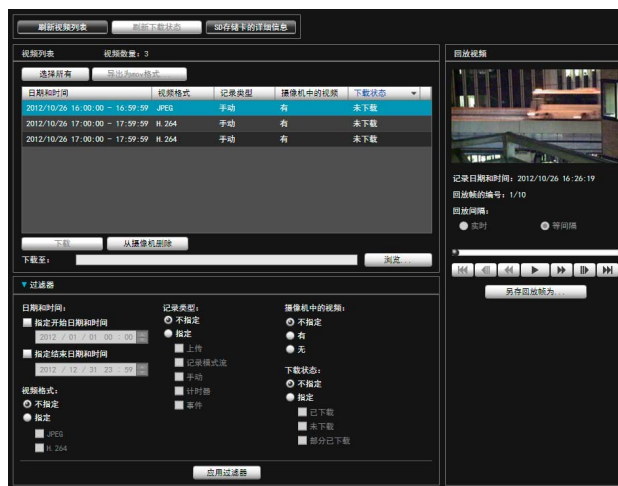 刷新视频列表 刷新下载状态 SD存储卡的详细信息
视频列表 视频数量: 3
选择所有 导出为mov格式...
日期和时间 视频格式 记录类型 摄像机中的视频 下载状态
2012/10/26 16:00:00 - 16:59:59 JPEG 手动 有 未下载
2012/10/26 17:00:00 - 17:59:59 H.264 手动 有 未下载
2012/10/26 17:00:00 - 17:59:59 H.264 手动 有 未下载
下载 从摄像机删除
下载至: 浏览...
过滤器
日期和时间:
指定开始日期和时间
2012 / 01 / 01 00 : 00
指定结束日期和时间
2012 / 12 / 31 23 : 59
视频格式:
不指定
指定
JPEG
H.264
记录类型:
不指定
指定
上传
记录模式流
手动
计时器
事件
摄像机中的视频:
不指定
有
无
下载状态:
不指定
指定
已下载
未下载
部分已下载
应用过滤器
回放视频
记录日期和时间: 2012/10/26 16:26:19
回放帧的编号: 1/10
回放间隔:
实时 等间隔
另存回放帧为...